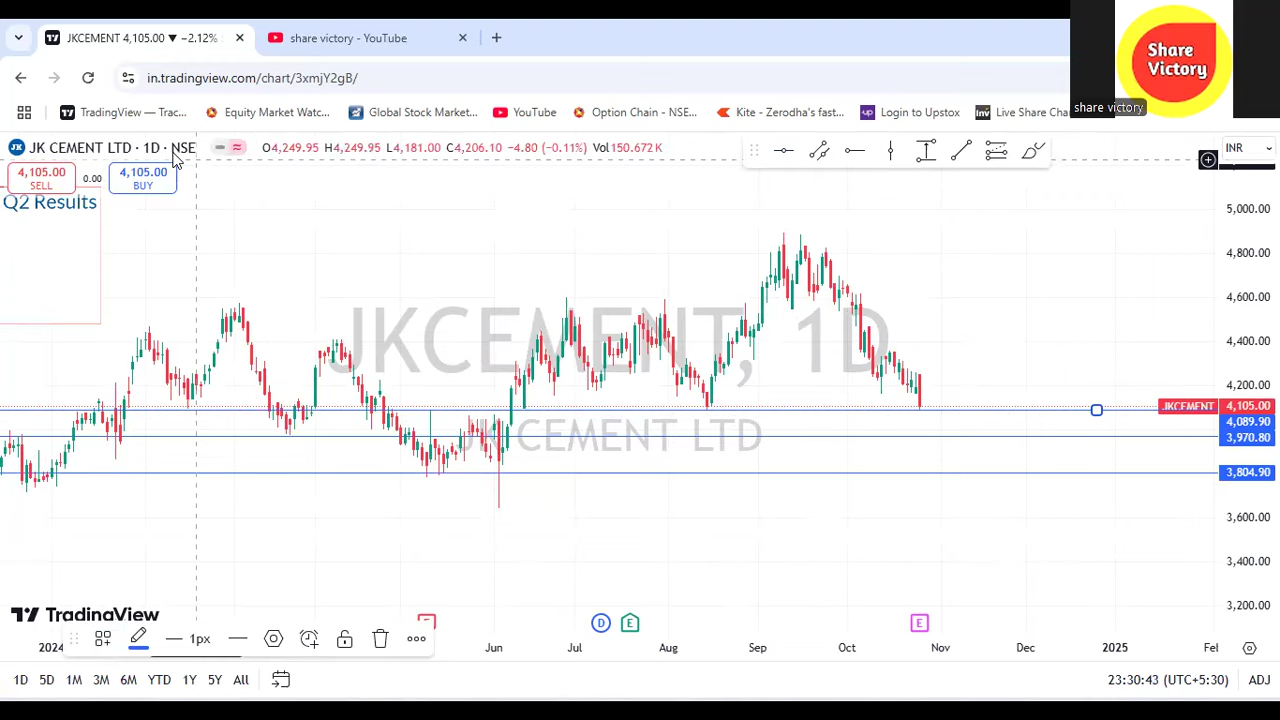 JKCEMENT 4,105.00 ▼ −2.12%
share victory - YouTube
Share
Victory
share victory
in.tradingview.com/chart/3xmjY2gB/
TradingView — Trac...
Equity Market Watc...
Global Stock Market...
YouTube
Option Chain - NSE...
Kite - Zerodha's fast...
Login to Upstox
Live Share Cha
JK CEMENT LTD · 1D · NSE
O4,249.95 H4,249.95 L4,181.00 C4,206.10 −4.80 (−0.11%) Vol150.672 K
INR
4,105.00
SELL
0.00
4,105.00
BUY
Q2 Results
5,000.00
4,800.00
4,600.00
4,400.00
4,200.00
JKCEMENT 4,105.00
4,089.90
3,970.80
3,804.90
3,600.00
3,400.00
3,200.00
JKCEMENT, 1D
JK CEMENT LTD
TradingView
E
D
E
E
1px
2024
Jun
Jul
Aug
Sep
Oct
Nov
Dec
2025
Fel
1D
5D
1M
3M
6M
YTD
1Y
5Y
All
23:30:43 (UTC+5:30)
ADJ